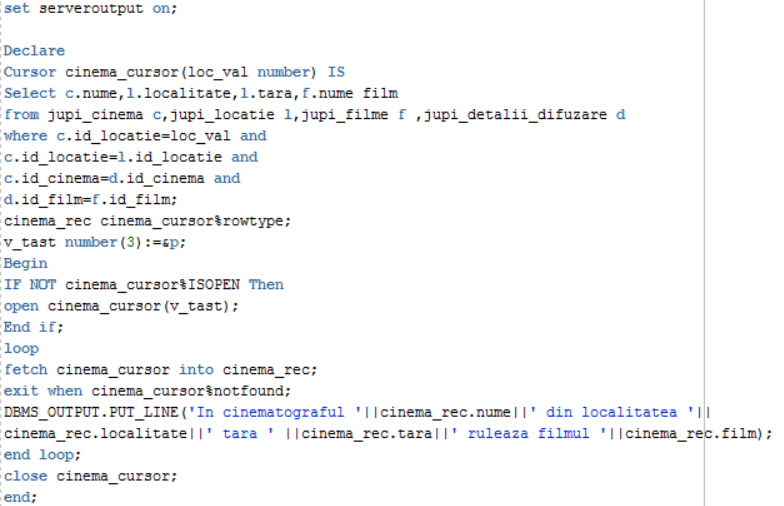 set serveroutput on;
Declare
Cursor cinema_cursor(loc_val number) IS
Select c.nume,l.localitate,l.tara,f.nume film
from jupi_cinema c,jupi_locatie l,jupi_filme f ,jupi_detalii_difuzare d
where c.id_locatie=loc_val and
c.id_locatie=l.id_locatie and
c.id_cinema=d.id_cinema and
d.id_film=f.id_film;
cinema_rec cinema_cursor%rowtype;
v_tast number(3):=&p;
Begin
IF NOT cinema_cursor%ISOPEN Then
open cinema_cursor(v_tast);
End if;
loop
fetch cinema_cursor into cinema_rec;
exit when cinema_cursor%notfound;
DBMS_OUTPUT.PUT_LINE('In cinematograful '||cinema_rec.nume||' din localitatea '||
cinema_rec.localitate||' tara ' ||cinema_rec.tara||' ruleaza filmul '||cinema_rec.film);
end loop;
close cinema_cursor;
end;